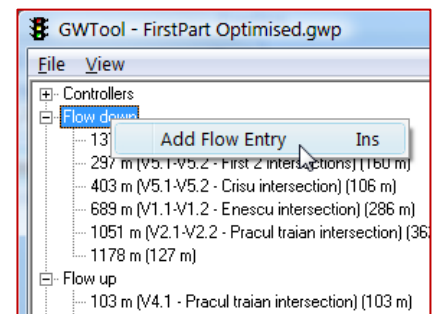 GWTool - FirstPart Optimised.gwp
File View
Controllers
Flow down
Add Flow Entry Ins
297 m (V5.1-V5.2 - First 2 intersections) (160 m)
403 m (V5.1-V5.2 - Crisu intersection) (106 m)
689 m (V1.1-V1.2 - Enescu intersection) (286 m)
1051 m (V2.1-V2.2 - Pracul traian intersection)
1178 m (127 m)
Flow up
103 m (V4.1 - Pracul traian intersection) (103 m)